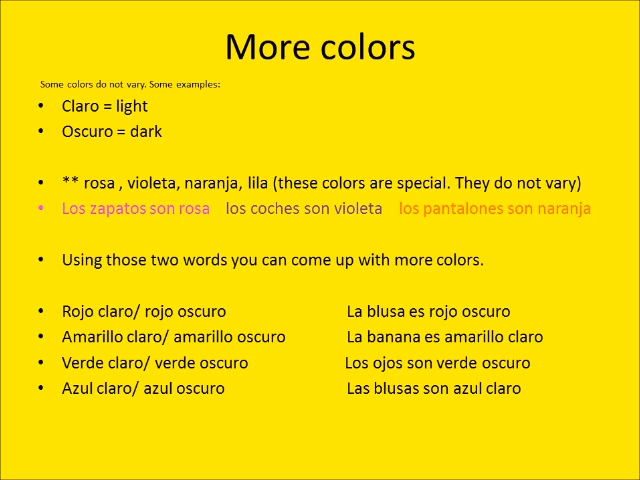 More colors
Some colors do not vary. Some examples:
• Claro = light
• Oscuro = dark
• ** rosa , violeta, naranja, lila (these colors are special. They do not vary)
• Los zapatos son rosa los coches son violeta los pantalones son naranja
• Using those two words you can come up with more colors.
• Rojo claro/ rojo oscuro La blusa es rojo oscuro
• Amarillo claro/ amarillo oscuro La banana es amarillo claro
• Verde claro/ verde oscuro Los ojos son verde oscuro
• Azul claro/ azul oscuro Las blusas son azul claro